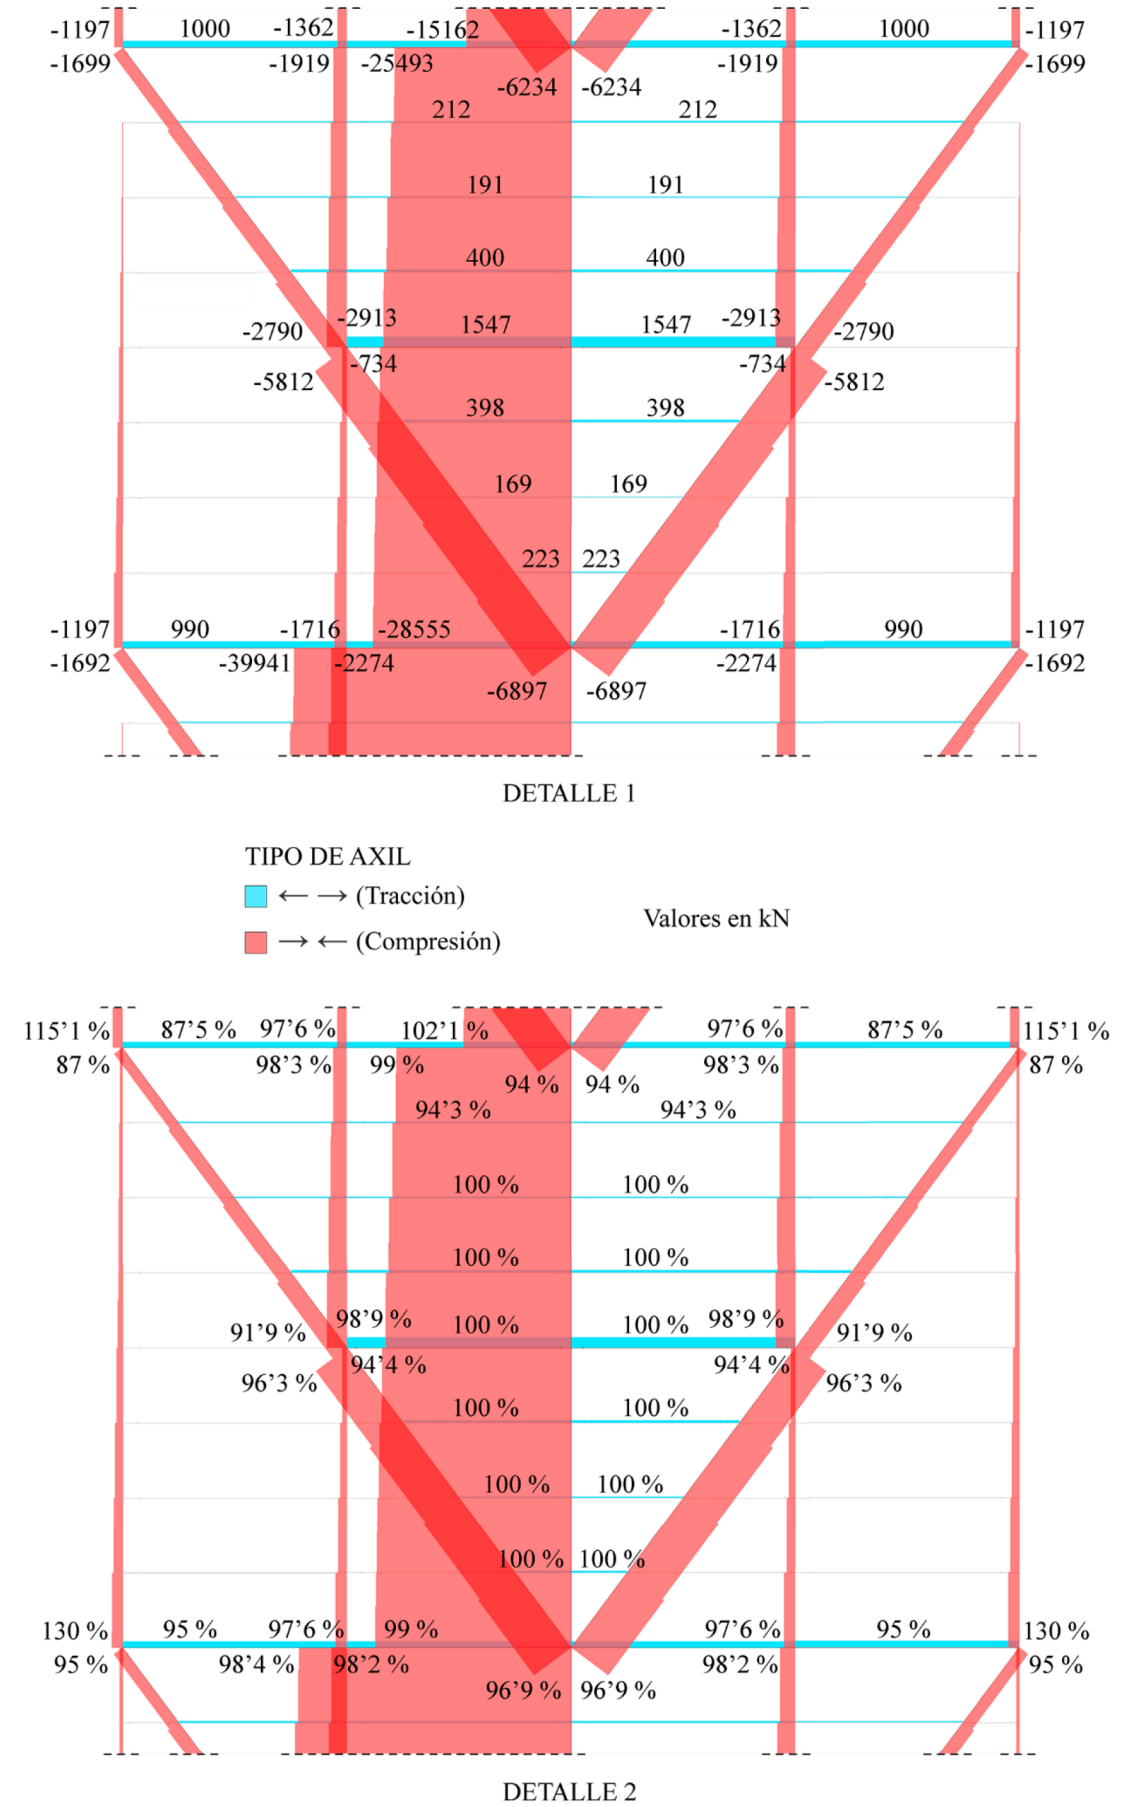 -1197 1000 -1362 -15162 -1362 1000 -1197
-1699 -1919 -25493 -1919 -1699
-6234 -6234
212 212
191 191
400 400
-2790 -2913 1547 1547 -2913 -2790
-5812 -734 -734 -5812
398 398
169 169
223 223
-1197 990 -1716 -28555 -1716 990 -1197
-1692 -39941 -2274 -2274 -1692
-6897 -6897
DETALLE 1
TIPO DE AXIL
← → (Tracción)
Valores en kN
→ ← (Compresión)
115’1 % 87’5 % 97’6 % 102’1 % 97’6 % 87’5 % 115’1 %
87 % 98’3 % 99 % 98’3 % 87 %
94 % 94 %
94’3 % 94’3 %
100 % 100 %
100 % 100 %
91’9 % 98’9 % 100 % 100 % 98’9 % 91’9 %
96’3 % 94’4 % 94’4 % 96’3 %
100 % 100 %
100 % 100 %
100 % 100 %
130 % 95 % 97’6 % 99 % 97’6 % 95 % 130 %
95 % 98’4 % 98’2 % 98’2 % 95 %
96’9 % 96’9 %
DETALLE 2